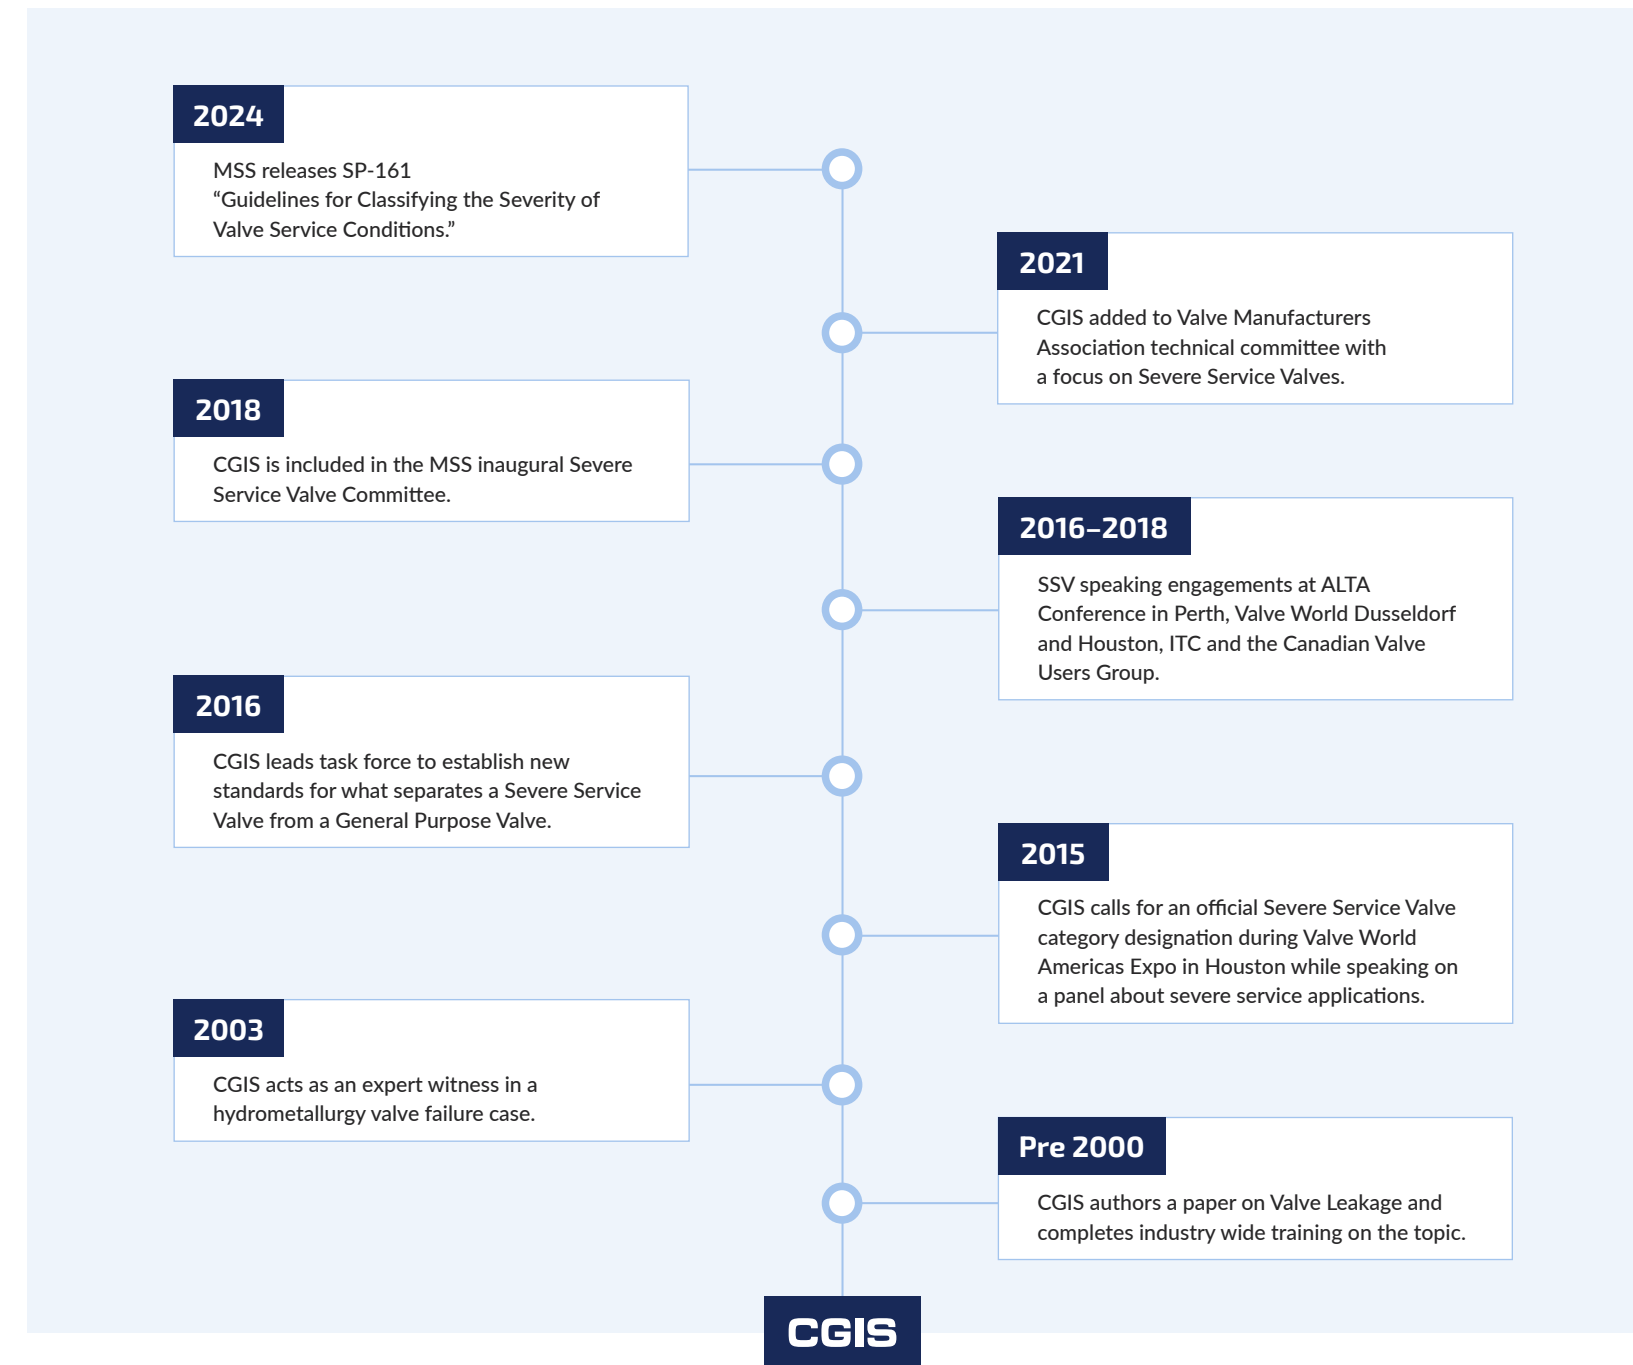 2024
MSS releases SP-161
“Guidelines for Classifying the Severity of
Valve Service Conditions.”
2021
CGIS added to Valve Manufacturers
Association technical committee with
a focus on Severe Service Valves.
2018
CGIS is included in the MSS inaugural Severe
Service Valve Committee.
2016–2018
SSV speaking engagements at ALTA
Conference in Perth, Valve World Dusseldorf
and Houston, ITC and the Canadian Valve
Users Group.
2016
CGIS leads task force to establish new
standards for what separates a Severe Service
Valve from a General Purpose Valve.
2015
CGIS calls for an official Severe Service Valve
category designation during Valve World
Americas Expo in Houston while speaking on
a panel about severe service applications.
2003
CGIS acts as an expert witness in a
hydrometallurgy valve failure case.
Pre 2000
CGIS authors a paper on Valve Leakage and
completes industry wide training on the topic.
CGIS